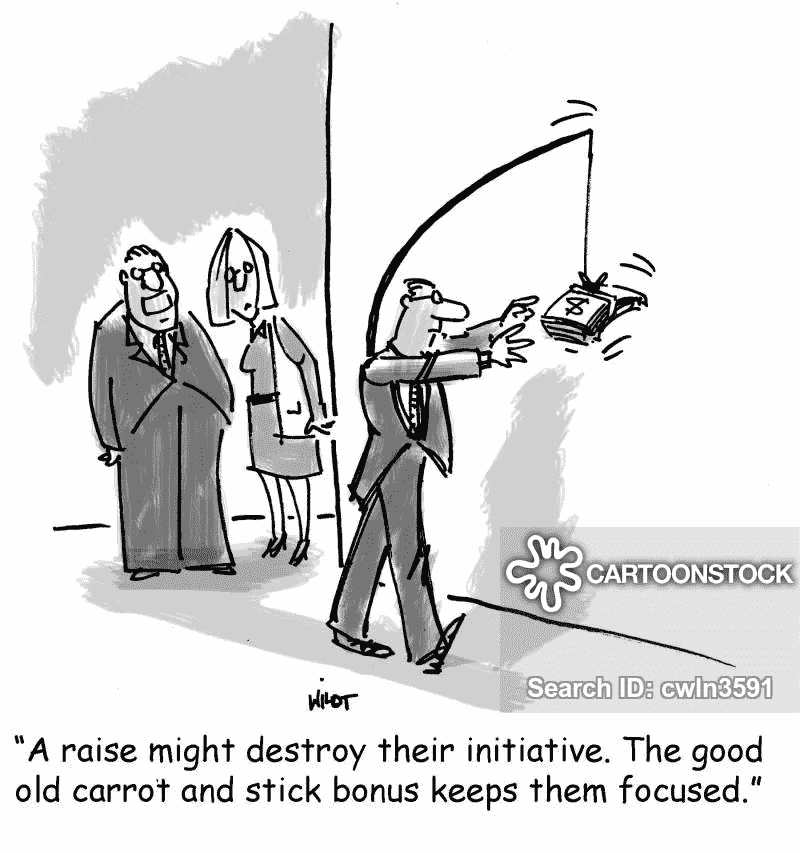 $
CARTOONSTOCK
Search ID: cwln3591
WILOT
"A raise might destroy their initiative. The good
old carrot and stick bonus keeps them focused."